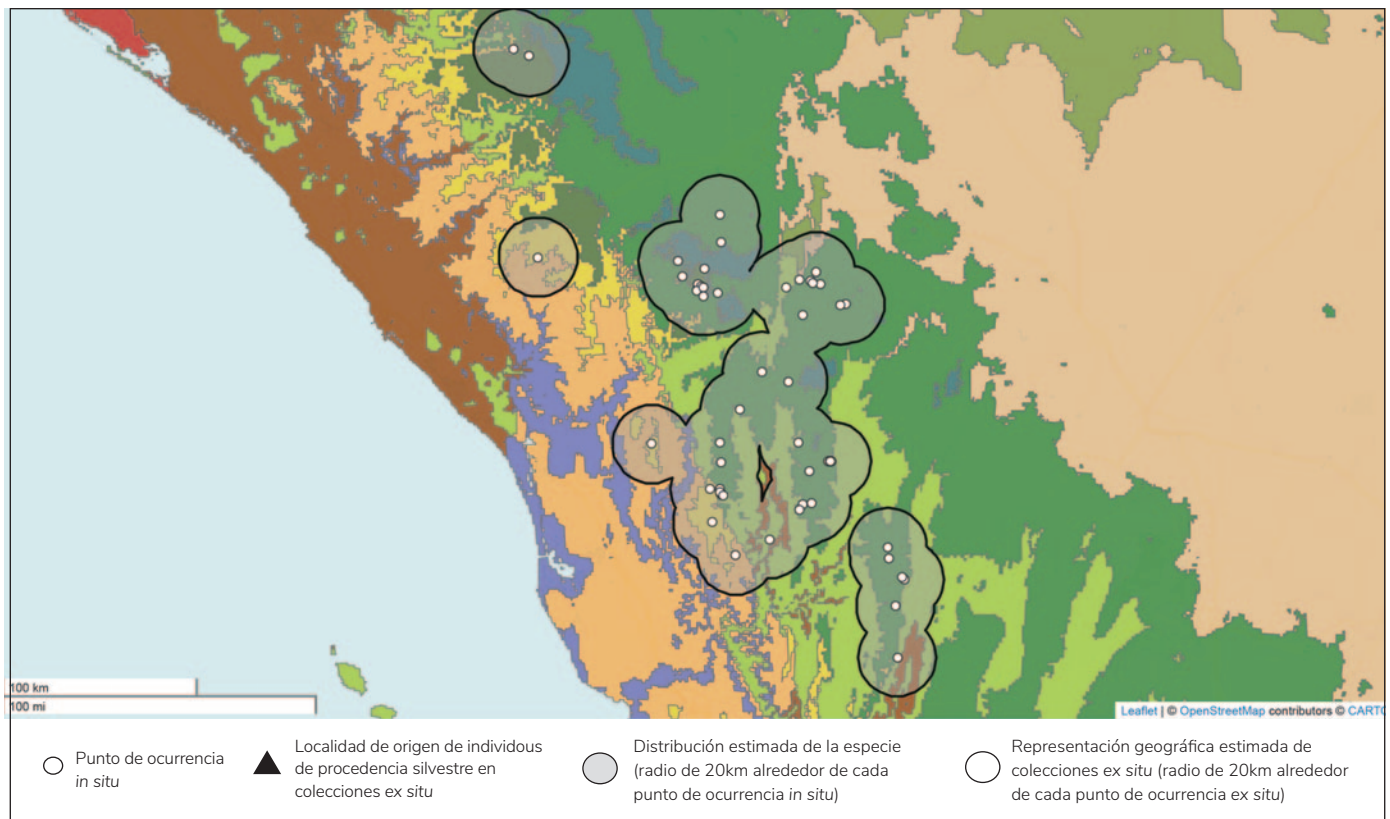 100 km
100 mi
Leaflet | © OpenStreetMap contributors © CARTO
Punto de ocurrencia
in situ
Localidad de origen de individous
de procedencia silvestre en
colecciones ex situ
Distribución estimada de la especie
(radio de 20km alrededor de cada
punto de ocurrencia in situ)
Representación geográfica estimada de
colecciones ex situ (radio de 20km alrededor
de cada punto de ocurrencia ex situ)